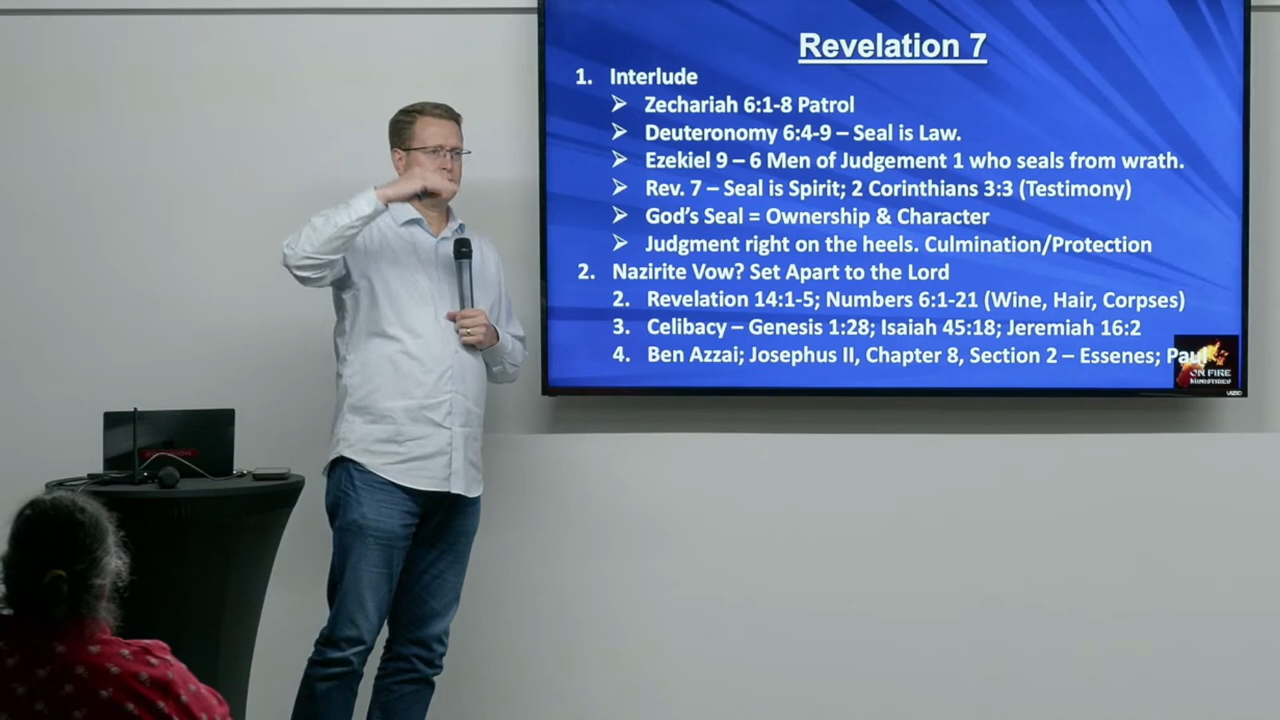 Revelation 7
1. Interlude
➢ Zechariah 6:1-8 Patrol
➢ Deuteronomy 6:4-9 – Seal is Law.
➢ Ezekiel 9 – 6 Men of Judgement 1 who seals from wrath.
➢ Rev. 7 – Seal is Spirit; 2 Corinthians 3:3 (Testimony)
➢ God's Seal = Ownership & Character
➢ Judgment right on the heels. Culmination/Protection
2. Nazirite Vow? Set Apart to the Lord
2. Revelation 14:1-5; Numbers 6:1-21 (Wine, Hair, Corpses)
3. Celibacy – Genesis 1:28; Isaiah 45:18; Jeremiah 16:2
4. Ben Azzai; Josephus II, Chapter 8, Section 2 – Essenes; Paul
ON FIRE
MINISTRIES
VIZIO